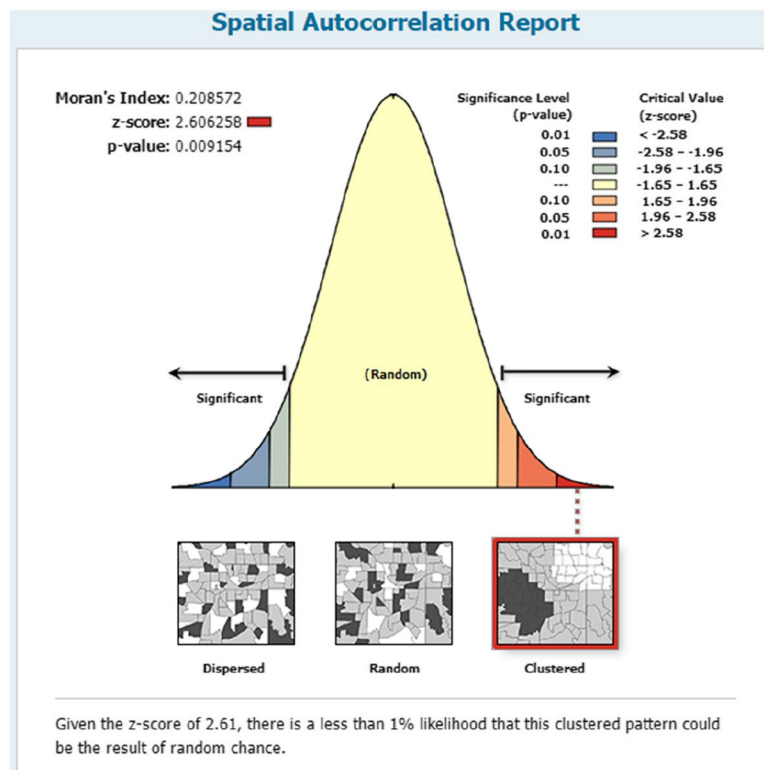 Spatial Autocorrelation Report
Moran's Index: 0.208572
z-score: 2.606258
p-value: 0.009154
Significance Level
(p-value)
Critical Value
(z-score)
0.01 < -2.58
0.05 -2.58 - -1.96
0.10 -1.96 - -1.65
--- -1.65 - 1.65
0.10 1.65 - 1.96
0.05 1.96 - 2.58
0.01 > 2.58
(Random)
Significant
Significant
Dispersed
Random
Clustered
Given the z-score of 2.61, there is a less than 1% likelihood that this clustered pattern could
be the result of random chance.